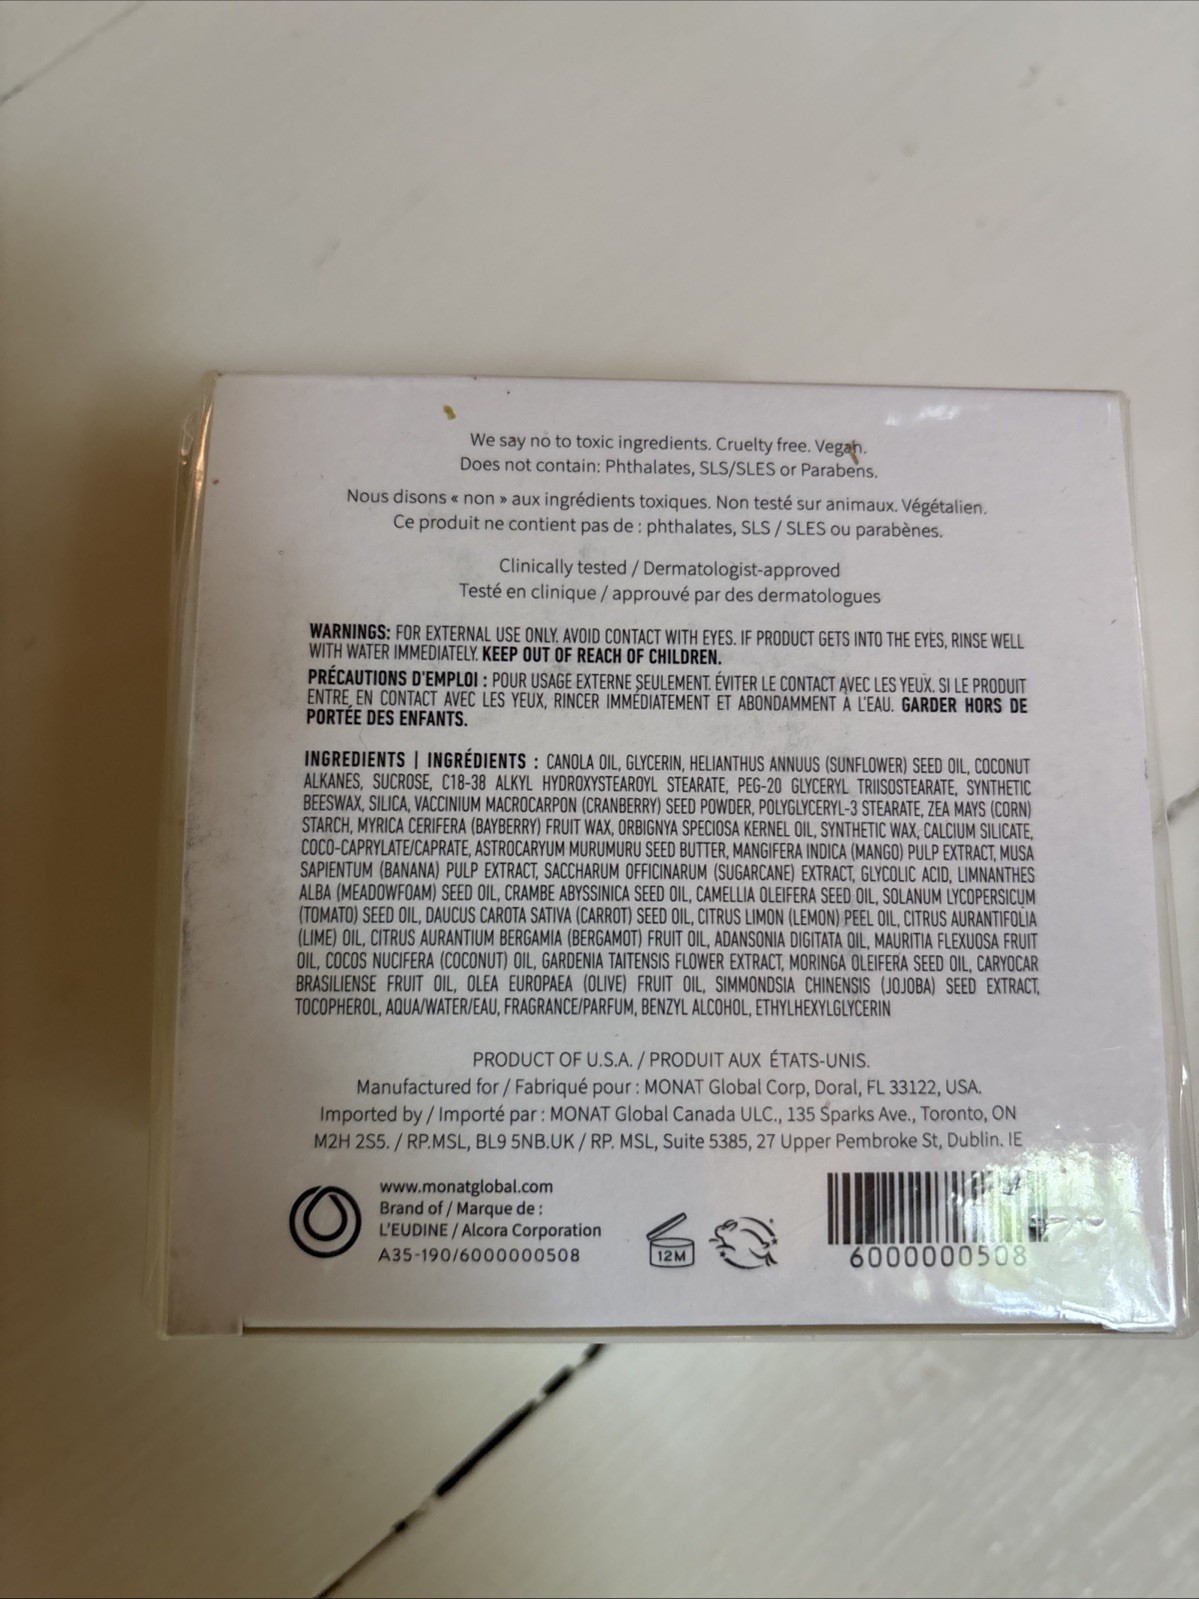 We say no to toxic ingredients. Cruelty free. Vegan.
Does not contain: Phthalates, SLS/SLES or Parabens.
Nous disons « non » aux ingrédients toxiques. Non testé sur animaux. Végétalien.
Ce produit ne contient pas de : phthalates, SLS / SLES ou parabènes.
Clinically tested / Dermatologist-approved
Testé en clinique / approuvé par des dermatologues
WARNINGS: FOR EXTERNAL USE ONLY. AVOID CONTACT WITH EYES. IF PRODUCT GETS INTO THE EYES, RINSE WELL
WITH WATER IMMEDIATELY. KEEP OUT OF REACH OF CHILDREN.
PRÉCAUTIONS D'EMPLOI : POUR USAGE EXTERNE SEULEMENT. ÉVITER LE CONTACT AVEC LES YEUX. SI LE PRODUIT
ENTRE EN CONTACT AVEC LES YEUX, RINCER IMMÉDIATEMENT ET ABONDAMMENT À L'EAU. GARDER HORS DE
PORTÉE DES ENFANTS.
INGREDIENTS | INGRÉDIENTS : CANOLA OIL, GLYCERIN, HELIANTHUS ANNUUS (SUNFLOWER) SEED OIL, COCONUT
ALKANES, SUCROSE, C18-38 ALKYL HYDROXYSTEAROYL STEARATE, PEG-20 GLYCERYL TRIISOSTEARATE, SYNTHETIC
BEESWAX, SILICA, VACCINIUM MACROCARPON (CRANBERRY) SEED POWDER, POLYGLYCERYL-3 STEARATE, ZEA MAYS (CORN)
STARCH, MYRICA CERIFERA (BAYBERRY) FRUIT WAX, ORBIGNYA SPECIOSA KERNEL OIL, SYNTHETIC WAX, CALCIUM SILICATE,
COCO-CAPRYLATE/CAPRATE, ASTROCARYUM MURUMURU SEED BUTTER, MANGIFERA INDICA (MANGO) PULP EXTRACT, MUSA
SAPIENTUM (BANANA) PULP EXTRACT, SACCHARUM OFFICINARUM (SUGARCANE) EXTRACT, GLYCOLIC ACID, LIMNANTHES
ALBA (MEADOWFOAM) SEED OIL, CRAMBE ABYSSINICA SEED OIL, CAMELLIA OLEIFERA SEED OIL, SOLANUM LYCOPERSICUM
(TOMATO) SEED OIL, DAUCUS CAROTA SATIVA (CARROT) SEED OIL, CITRUS LIMON (LEMON) PEEL OIL, CITRUS AURANTIFOLIA
(LIME) OIL, CITRUS AURANTIUM BERGAMIA (BERGAMOT) FRUIT OIL, ADANSONIA DIGITATA OIL, MAURITIA FLEXUOSA FRUIT
OIL, COCOS NUCIFERA (COCONUT) OIL, GARDENIA TAITENSIS FLOWER EXTRACT, MORINGA OLEIFERA SEED OIL, CARYOCAR
BRASILIENSE FRUIT OIL, OLEA EUROPAEA (OLIVE) FRUIT OIL, SIMMONDSIA CHINENSIS (JOJOBA) SEED EXTRACT,
TOCOPHEROL, AQUA/WATER/EAU, FRAGRANCE/PARFUM, BENZYL ALCOHOL, ETHYLHEXYLGLYCERIN
PRODUCT OF U.S.A. / PRODUIT AUX ÉTATS-UNIS.
Manufactured for / Fabriqué pour : MONAT Global Corp, Doral, FL 33122, USA.
Imported by / Importé par : MONAT Global Canada ULC., 135 Sparks Ave., Toronto, ON
M2H 2S5. / RP.MSL, BL9 5NB.UK / RP. MSL, Suite 5385, 27 Upper Pembroke St, Dublin. IE
www.monatglobal.com
Brand of / Marque de :
L'EUDINE / Alcora Corporation
A35-190/6000000508
12M
6000000508